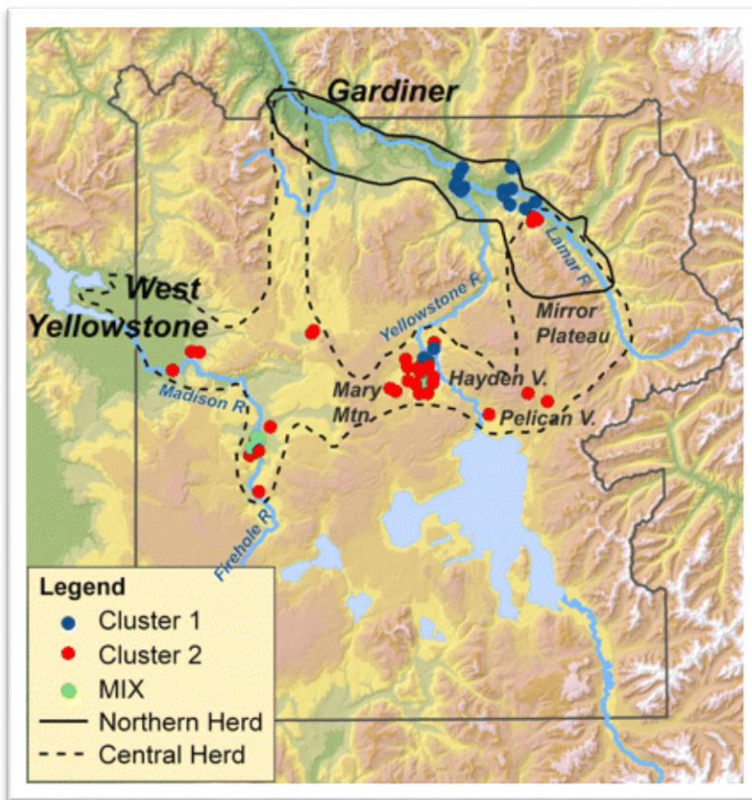 Gardiner
West
Yellowstone
Yellowstone R
Lamar R
Mirror
Plateau
Hayden V.
Mary
Mtn
Pelican V.
Madison R
Firehole R
Legend
Cluster 1
Cluster 2
MIX
Northern Herd
Central Herd